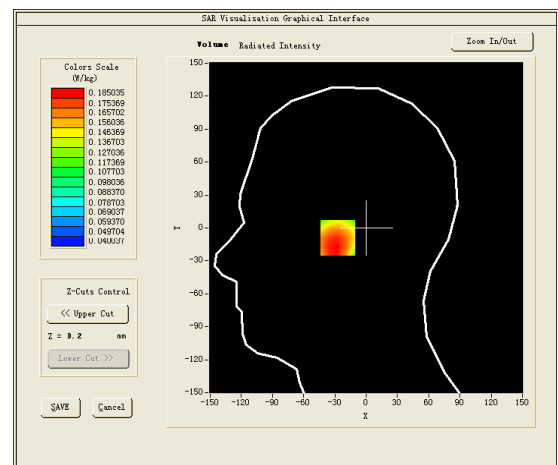 SAR Visualisation Graphical Interface
Volume Radiated Intensity
Zoom In/Out
Colors Scale
(W/kg)
0.185035
0.175369
0.165702
0.156036
0.146369
0.136703
0.127036
0.117369
0.107703
0.098036
0.088370
0.078703
0.069037
0.059370
0.049704
0.040037
Z-Cuts Control
<< Upper Cut
Z = 0.2 mm
Lower Cut >>
SAVE Cancel
150
120
90
60
30
0
-30
-60
-90
-120
-150
Y
-150 -120 -90 -60 -30 0 30 60 90 120 150
X